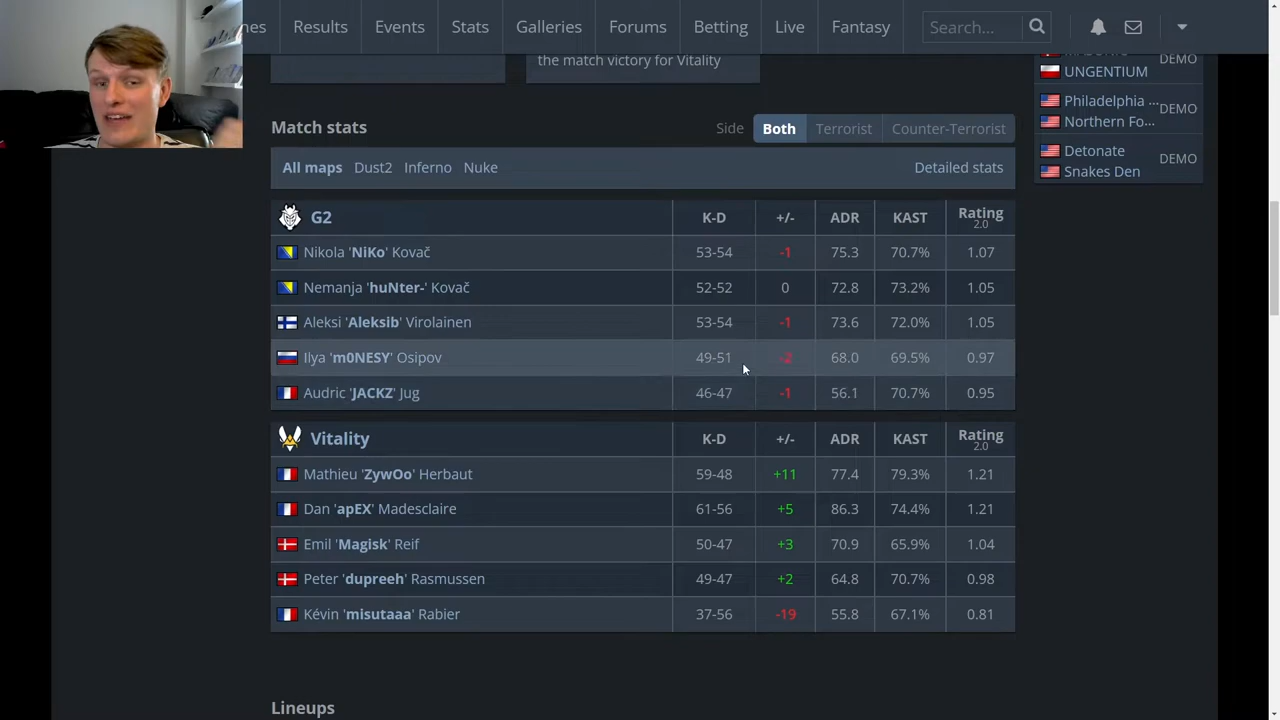 nes Results Events Stats Galleries Forums Betting Live Fantasy Search...
the match victory for Vitality
DEMO
UNGENTIUM
Philadelphia ... DEMO
Northern Fo...
Detonate DEMO
Snakes Den
Match stats Side Both Terrorist Counter-Terrorist
All maps Dust2 Inferno Nuke Detailed stats
G2 K-D +/- ADR KAST Rating 2.0
Nikola 'NiKo' Kovač 53-54 -1 75.3 70.7% 1.07
Nemanja 'huNter-' Kovač 52-52 0 72.8 73.2% 1.05
Aleksi 'Aleksib' Virolainen 53-54 -1 73.6 72.0% 1.05
Ilya 'm0NESY' Osipov 49-51 -2 68.0 69.5% 0.97
Audric 'JACKZ' Jug 46-47 -1 56.1 70.7% 0.95
Vitality K-D +/- ADR KAST Rating 2.0
Mathieu 'ZywOo' Herbaut 59-48 +11 77.4 79.3% 1.21
Dan 'apEX' Madesclaire 61-56 +5 86.3 74.4% 1.21
Emil 'Magisk' Reif 50-47 +3 70.9 65.9% 1.04
Peter 'dupreeh' Rasmussen 49-47 +2 64.8 70.7% 0.98
Kévin 'misutaaa' Rabier 37-56 -19 55.8 67.1% 0.81
Lineups